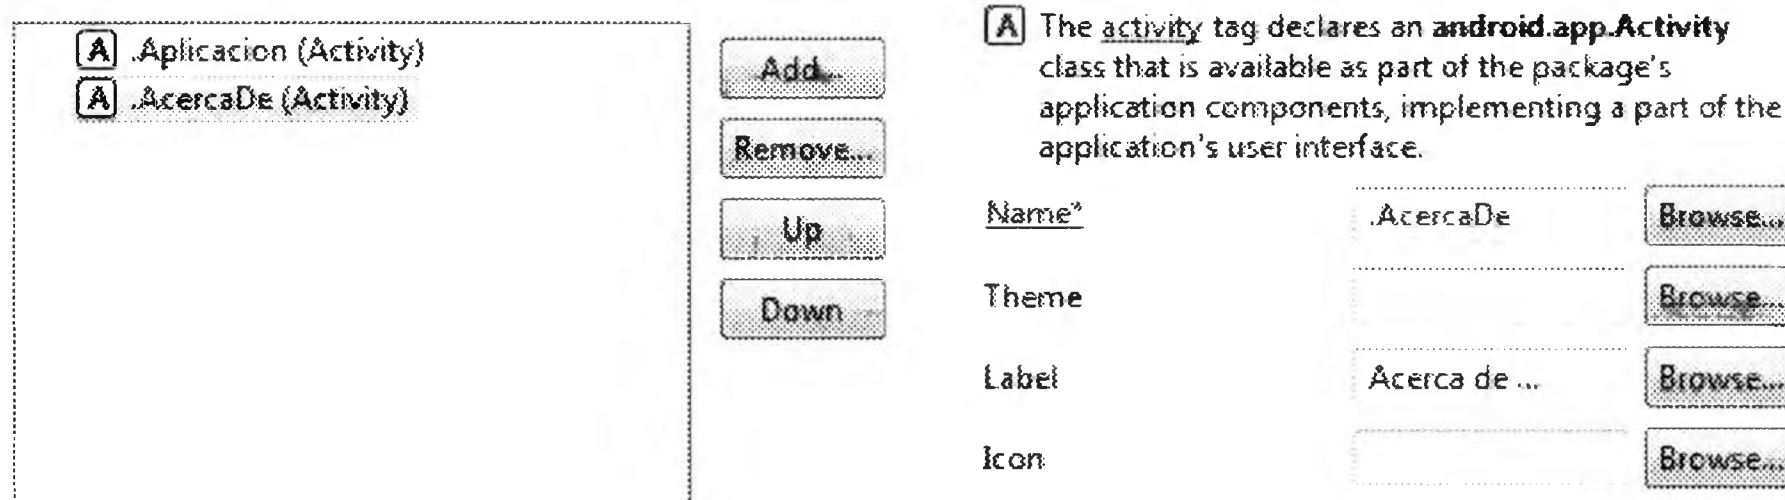 A .Aplicacion (Activity)
A .AcercaDe (Activity)
Add...
Remove...
Up
Down
A The activity tag declares an android.app.Activity
class that is available as part of the package's
application components, implementing a part of the
application's user interface.
Name* .AcercaDe Browse...
Theme Browse...
Label Acerca de ... Browse...
Icon Browse...